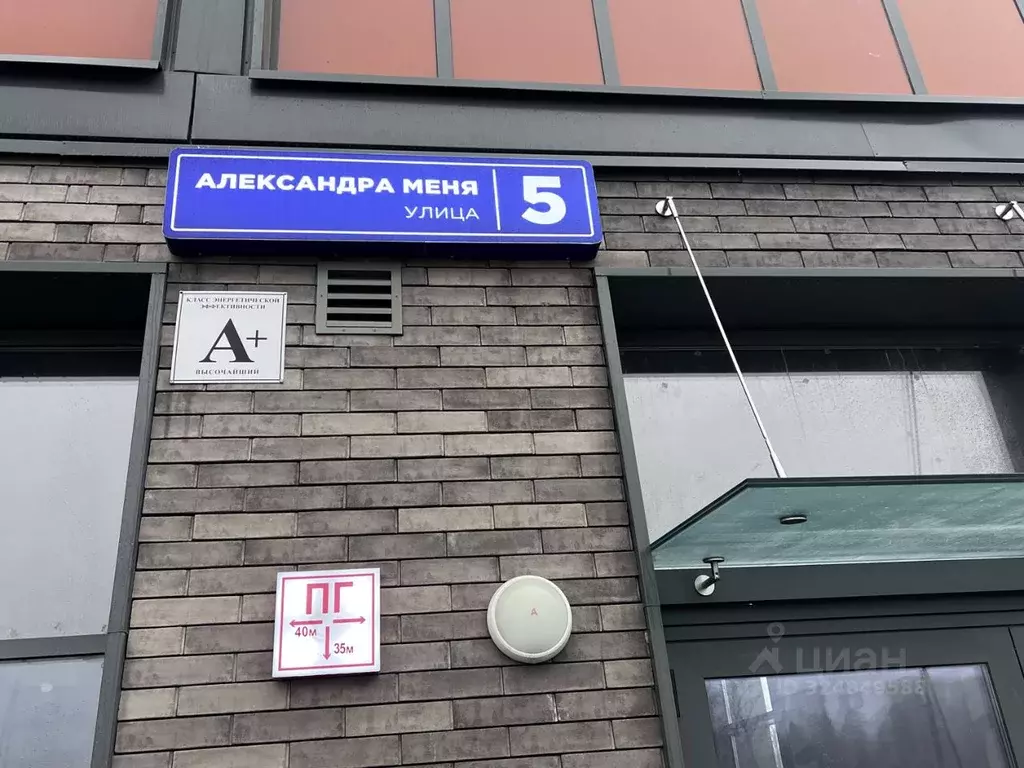 АЛЕКСАНДРА МЕНЯ
УЛИЦА
5
КЛАСС ЭНЕРГЕТИЧЕСКОЙ
ЭФФЕКТИВНОСТИ
A+
ВЫСОЧАЙШИЙ
ПГ
40м
35м
циан